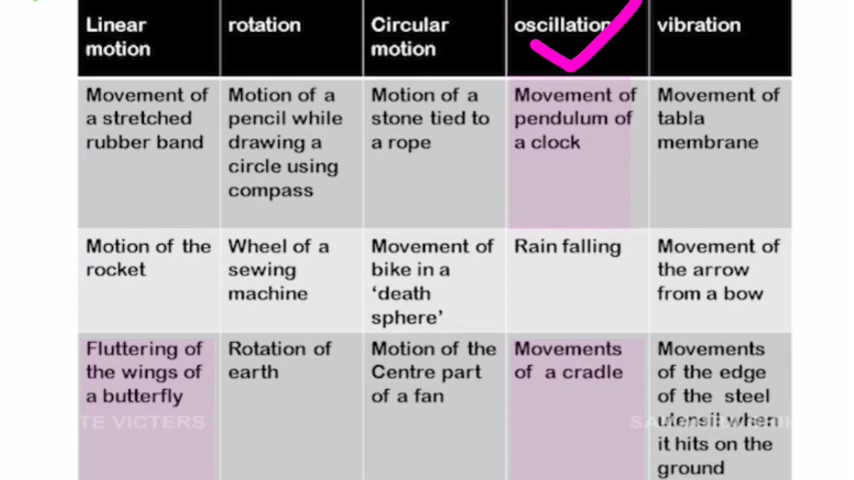 Linear
motion
rotation
Circular
motion
oscillation
vibration
Movement of
a stretched
rubber band
Motion of a
pencil while
drawing a
circle using
compass
Motion of a
stone tied to
a rope
Movement of
pendulum of
a clock
Movement of
tabla
membrane
Motion of the
rocket
Wheel of a
sewing
machine
Movement of
bike in a
‘death
sphere’
Rain falling
Movement of
the arrow
from a bow
Fluttering of
the wings of
a butterfly
Rotation of
earth
Motion of the
Centre part
of a fan
Movements
of a cradle
Movements
of the edge
of the steel
utensil when
it hits on the
ground
VICTERS